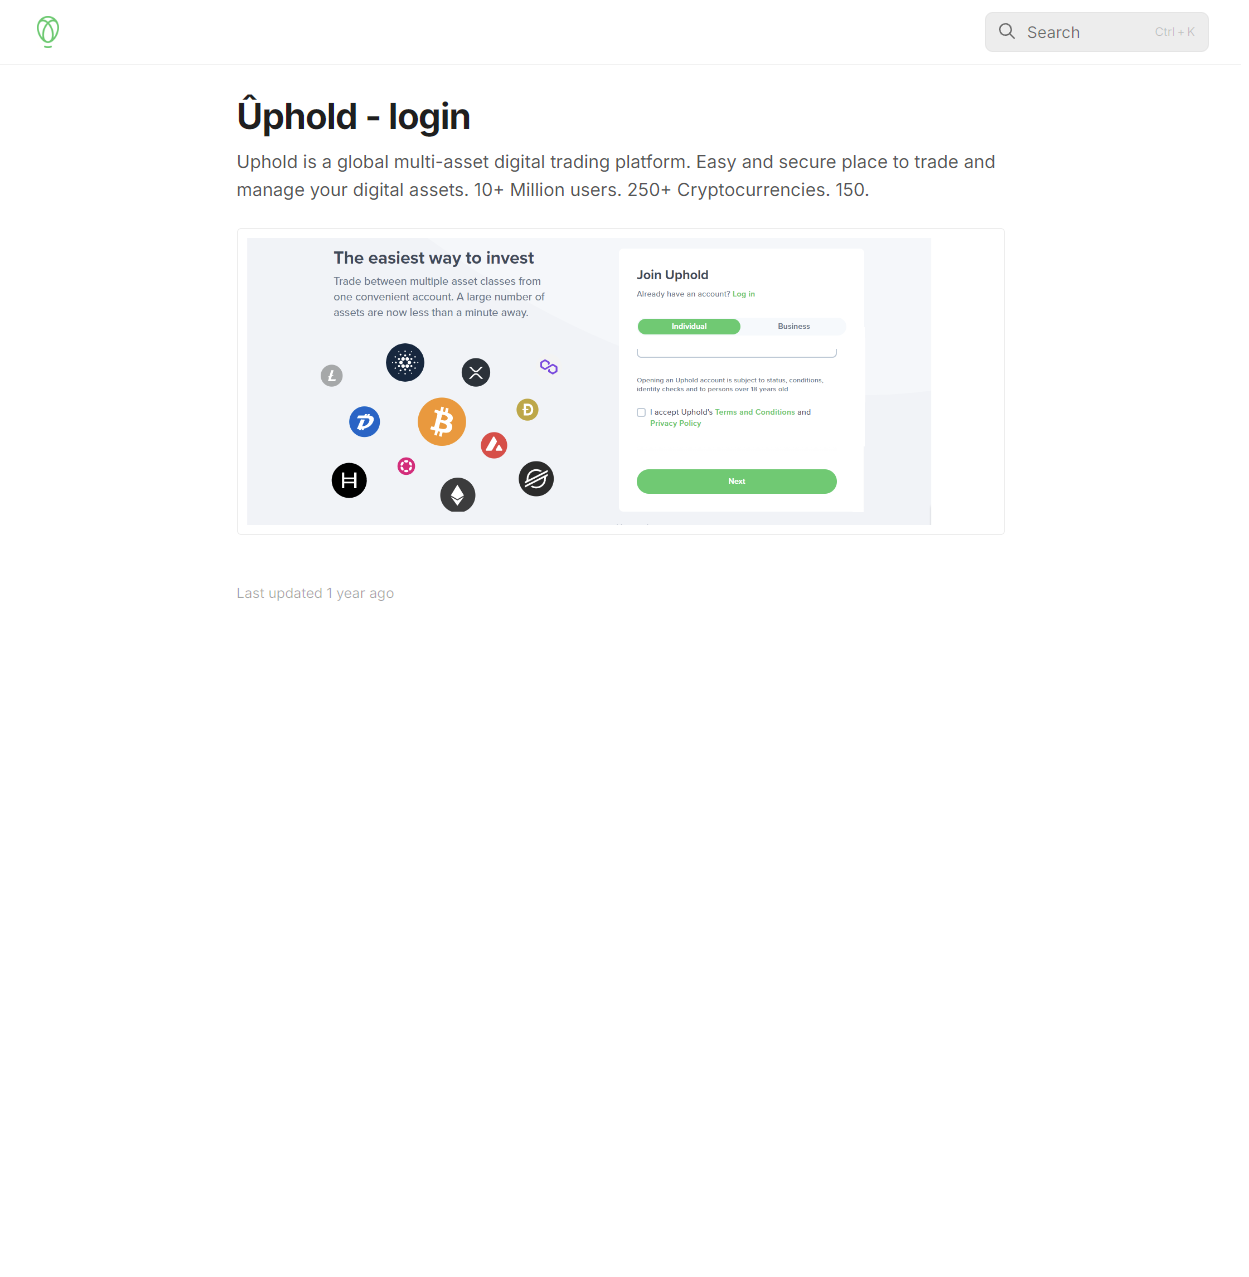 Search
Ctrl + K
Ûphold - login
Uphold is a global multi-asset digital trading platform. Easy and secure place to trade and
manage your digital assets. 10+ Million users. 250+ Cryptocurrencies. 150.
The easiest way to invest
Trade between multiple asset classes from
one convenient account. A large number of
assets are now less than a minute away.
Join Uphold
Already have an account? Log in
Individual
Business
Opening an Uphold account is subject to status, conditions,
identity checks and to persons over 18 years old
I accept Uphold's Terms and Conditions and
Privacy Policy
Next
Last updated 1 year ago